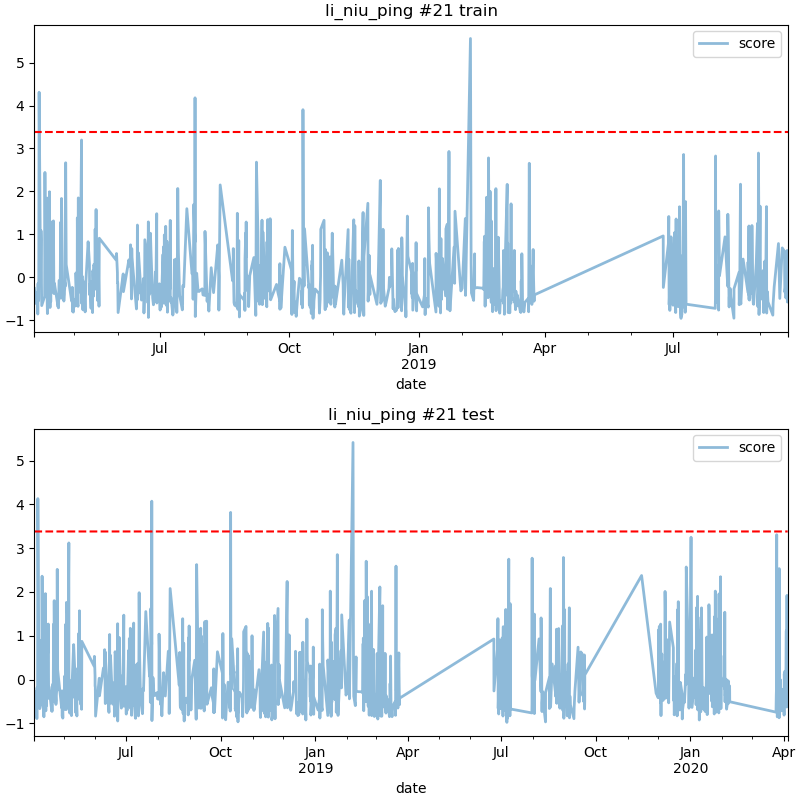 li_niu_ping #21 train
score
5
4
3
2
1
0
−1
Jul
Oct
Jan
2019
Apr
Jul
date
li_niu_ping #21 test
score
5
4
3
2
1
0
−1
Jul
Oct
Jan
2019
Apr
Jul
Oct
Jan
2020
Apr
date